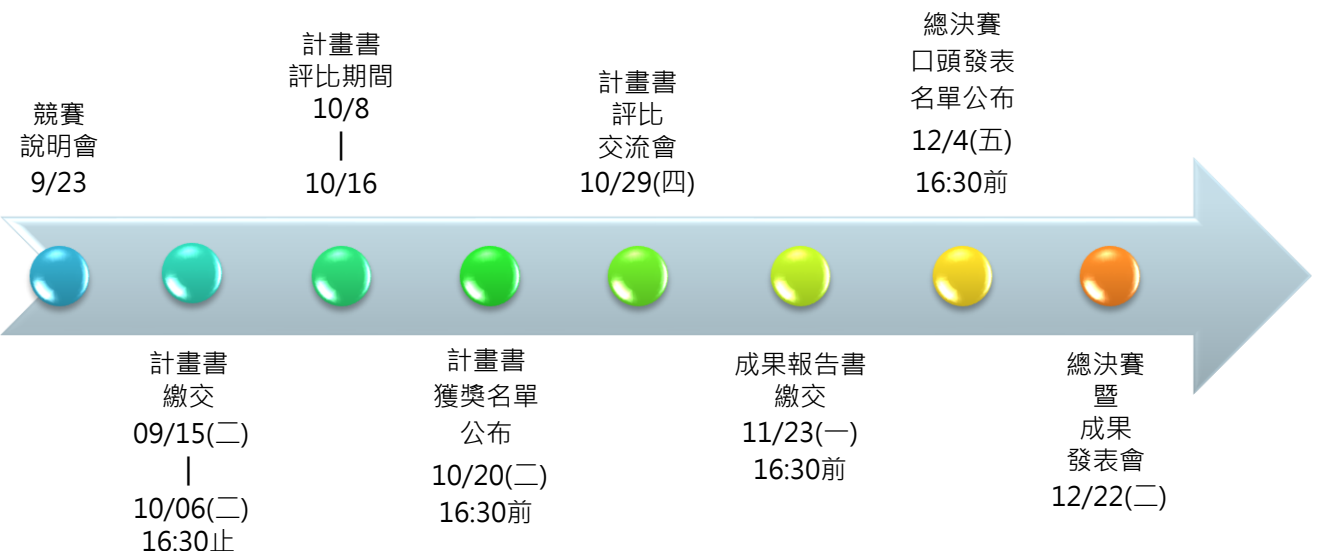 競賽
說明會
9/23
計畫書
繳交
09/15(二)
|
10/06(二)
16:30止
計畫書
評比期間
10/8
|
10/16
計畫書
獲獎名單
公布
10/20(二)
16:30前
計畫書
評比
交流會
10/29(四)
成果報告書
繳交
11/23(一)
16:30前
總決賽
口頭發表
名單公布
12/4(五)
16:30前
總決賽
暨
成果
發表會
12/22(二)